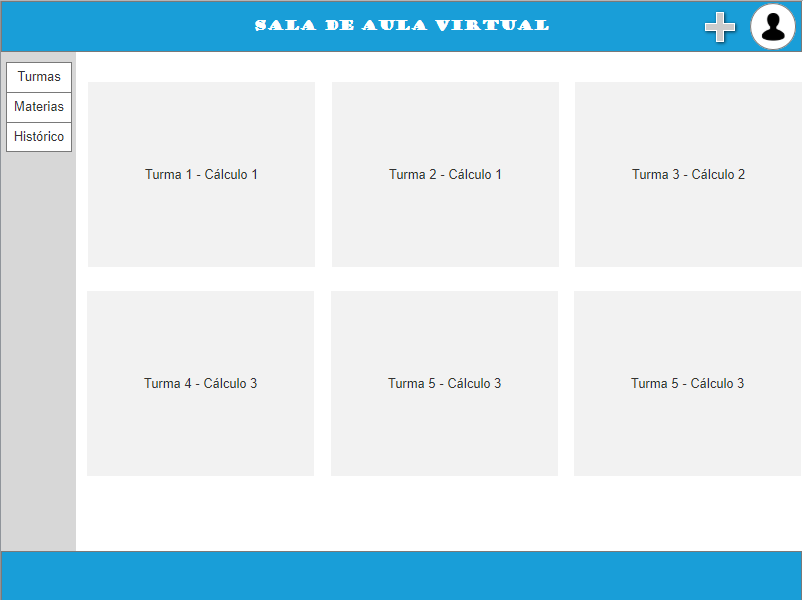 SALA DE AULA VIRTUAL
Turmas
Materias
Histórico
Turma 1 - Cálculo 1
Turma 2 - Cálculo 1
Turma 3 - Cálculo 2
Turma 4 - Cálculo 3
Turma 5 - Cálculo 3
Turma 5 - Cálculo 3